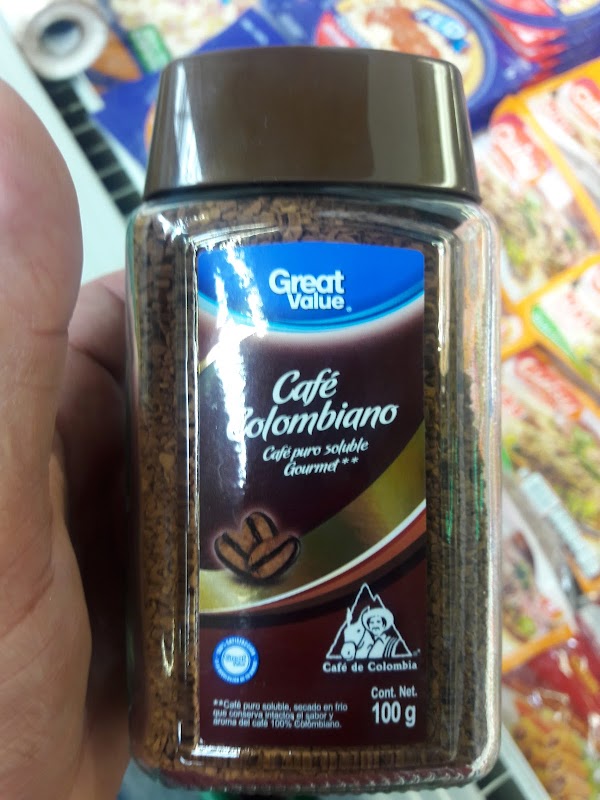 Great
Value®
Café
Colombiano
Café puro soluble
Gourmet**
Café de Colombia
**Café puro soluble, secado en frío
que conserva intactos el sabor y
aroma del café 100% Colombiano.
Cont. Net.
100 g